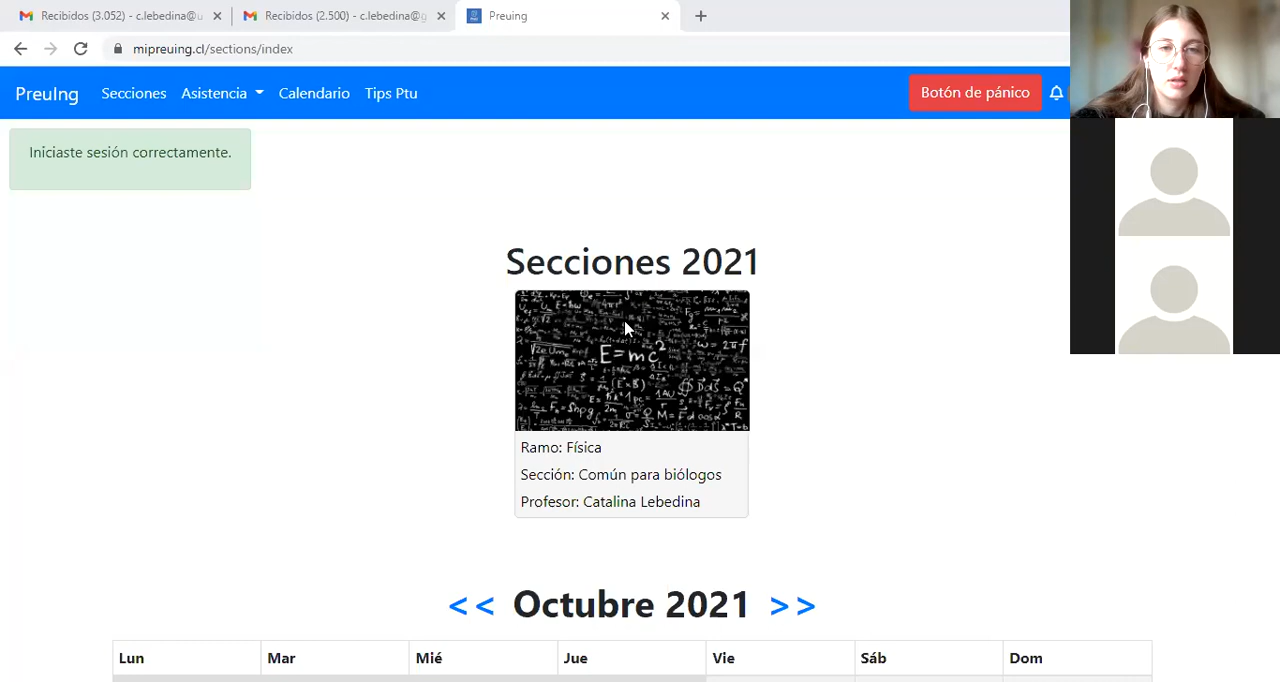 Recibidos (3.052) - c.lebedina@u
Recibidos (2.500) - c.lebedina@g
Preuing
mipreuing.cl/sections/index
PreuIng
Secciones
Asistencia
Calendario
Tips Ptu
Botón de pánico
Iniciaste sesión correctamente.
Secciones 2021
E=mc²
Ramo: Física
Sección: Común para biólogos
Profesor: Catalina Lebedina
<< Octubre 2021 >>
Lun
Mar
Mié
Jue
Vie
Sáb
Dom